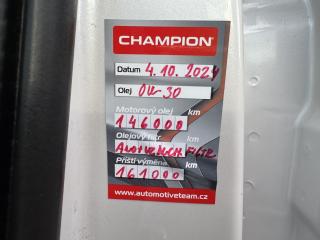 CHAMPION
Datum 4.10.2024
Olej 0W-30
Motorový olej km
146000
Olejový filtr km
FILTR
Příští výměna km
161000
www.automotiveteam.cz